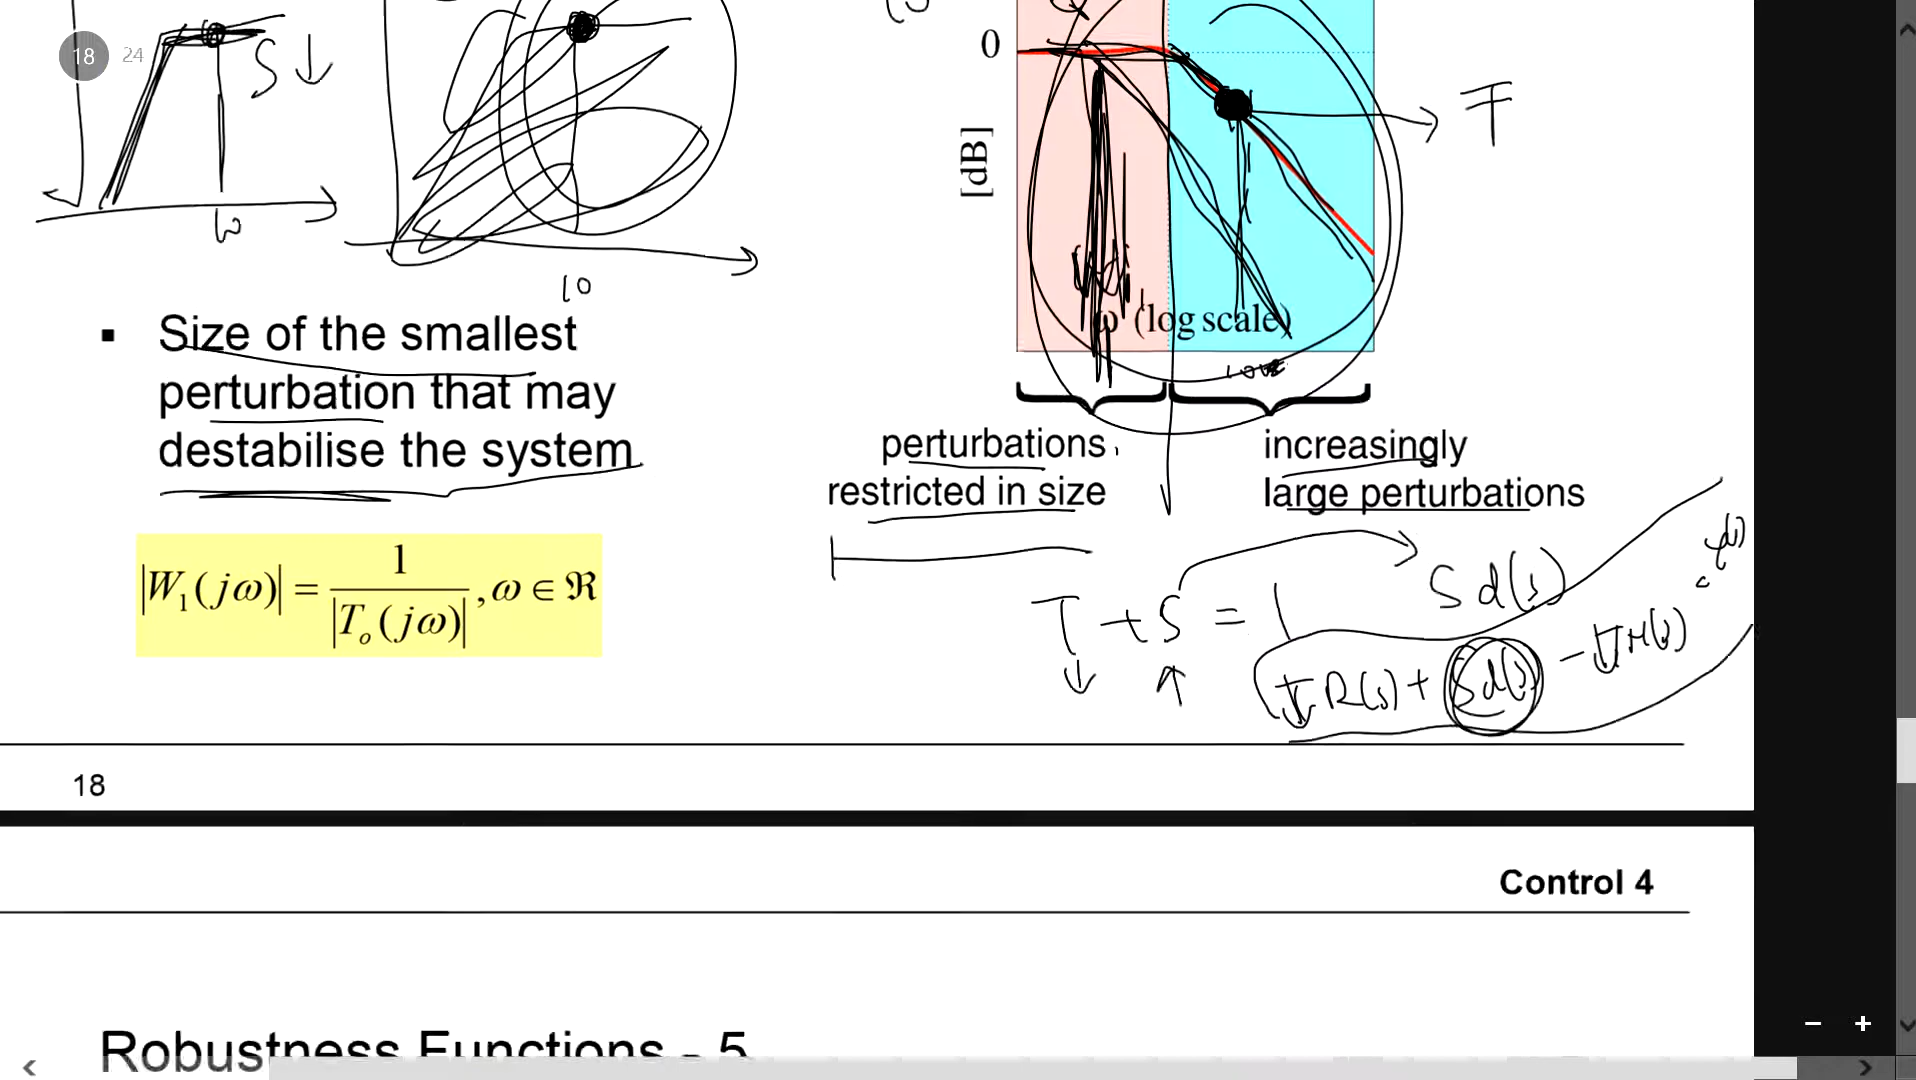 18 24
S ↓
ω
10
0
[dB]
ω (log scale)
T
▪ Size of the smallest
perturbation that may
destabilise the system
perturbations
restricted in size
increasingly
large perturbations
|W₁(jω)| = 1 / |Tₒ(jω)| , ω ∈ ℜ
T + S = 1
S d(s)
T R(s) + S d(s) − T M(s)
18
Control 4
Robustness Functions - 5